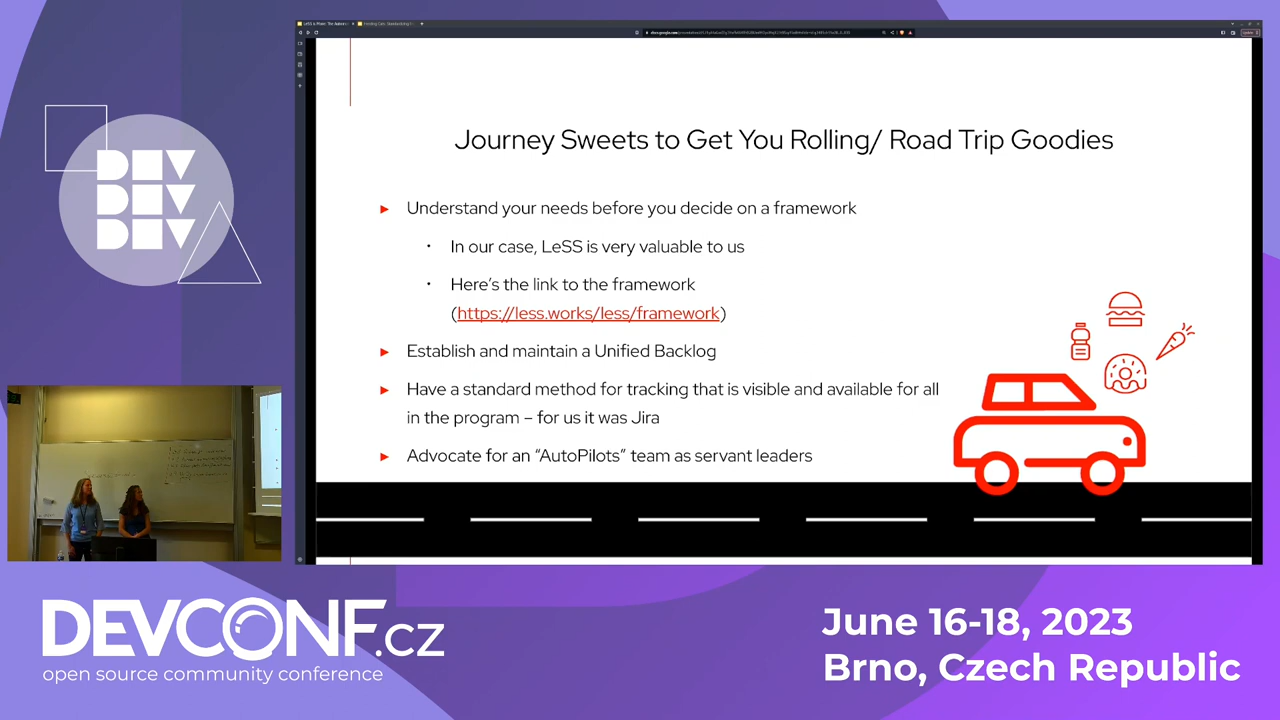 DEV
DEV
DEV
Journey Sweets to Get You Rolling/ Road Trip Goodies
► Understand your needs before you decide on a framework
• In our case, LeSS is very valuable to us
• Here's the link to the framework
(https://less.works/less/framework)
► Establish and maintain a Unified Backlog
► Have a standard method for tracking that is visible and available for all
in the program – for us it was Jira
► Advocate for an “AutoPilots” team as servant leaders
DEVCONF.cz
open source community conference
June 16-18, 2023
Brno, Czech Republic